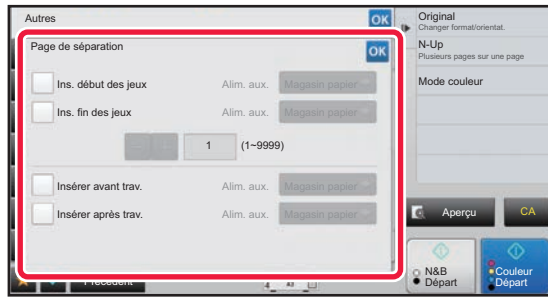 Autres
OK
Page de séparation
OK
Ins. début des jeux
Alim. aux.
Magasin papier
Ins. fin des jeux
Alim. aux.
Magasin papier
1
(1~9999)
Insérer avant trav.
Alim. aux.
Magasin papier
Insérer après trav.
Alim. aux.
Magasin papier
Original
Changer format/orientat.
N-Up
Plusieurs pages sur une page
Mode couleur
Aperçu
CA
N&B
Départ
Couleur
Départ